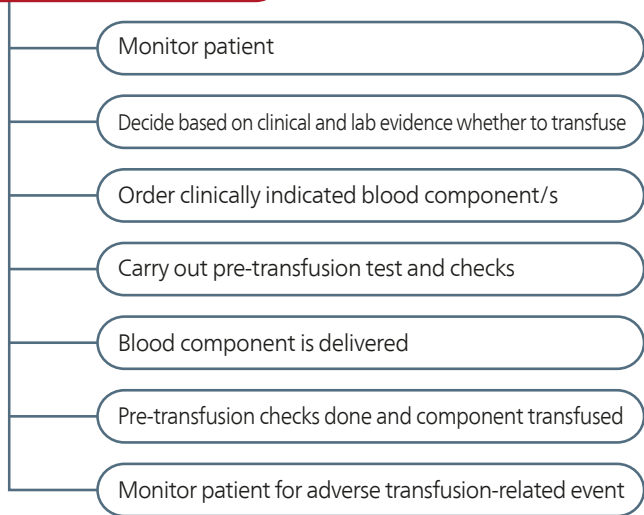 Monitor patient
Decide based on clinical and lab evidence whether to transfuse
Order clinically indicated blood component/s
Carry out pre-transfusion test and checks
Blood component is delivered
Pre-transfusion checks done and component transfused
Monitor patient for adverse transfusion-related event